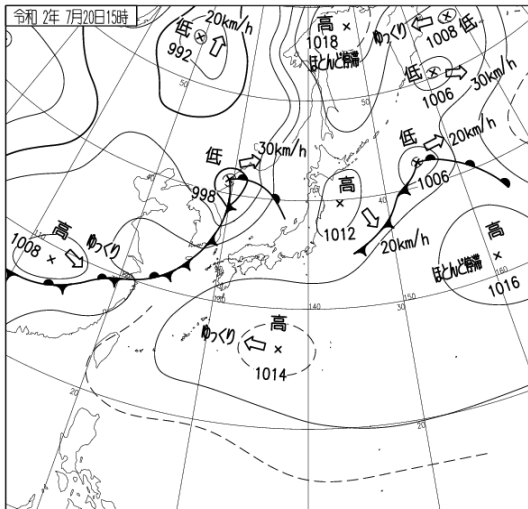 令和 2年 7月20日15時
低
992
20km/h
高
1018
ほとんど停滞
ゆっくり
1008
低
低
1006
30km/h
50
50
低
998
30km/h
低
1006
20km/h
高
1012
40
20km/h
高
1008
ゆっくり
高
ほとんど停滞
1016
160
140
150
ゆっくり
高
1014
20
20